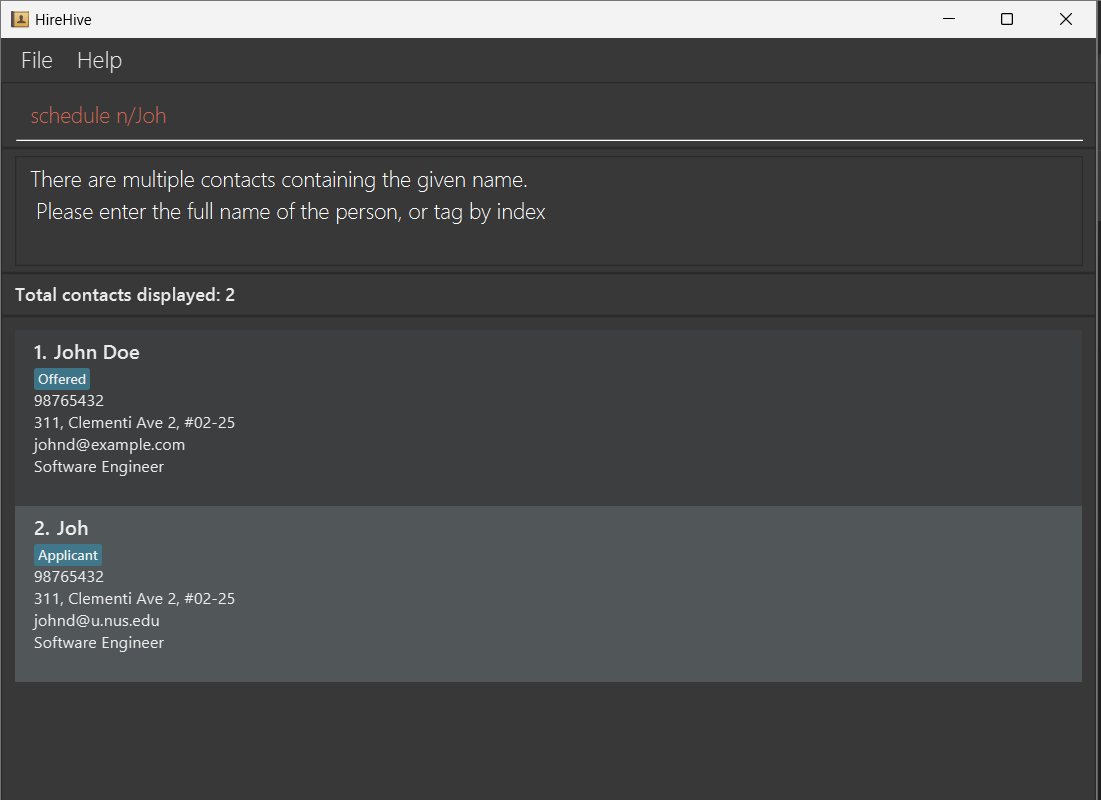 HireHive
File Help
schedule n/Joh
There are multiple contacts containing the given name.
Please enter the full name of the person, or tag by index
Total contacts displayed: 2
1. John Doe
Offered
98765432
311, Clementi Ave 2, #02-25
johnd@example.com
Software Engineer
2. Joh
Applicant
98765432
311, Clementi Ave 2, #02-25
johnd@u.nus.edu
Software Engineer